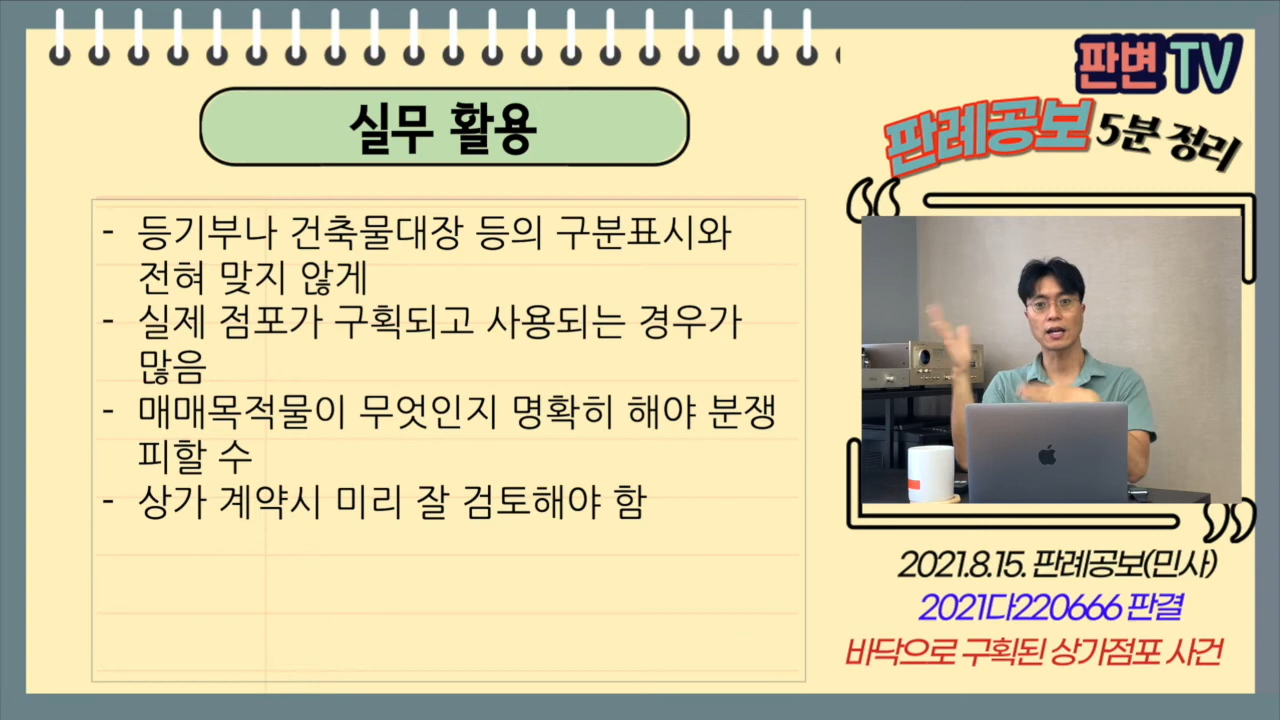 판변 TV
판례공보 5분 정리
실무 활용
- 등기부나 건축물대장 등의 구분표시와
전혀 맞지 않게
- 실제 점포가 구획되고 사용되는 경우가
많음
- 매매목적물이 무엇인지 명확히 해야 분쟁
피할 수
- 상가 계약시 미리 잘 검토해야 함
2021.8.15. 판례공보(민사)
2021다220666 판결
바닥으로 구획된 상가점포 사건